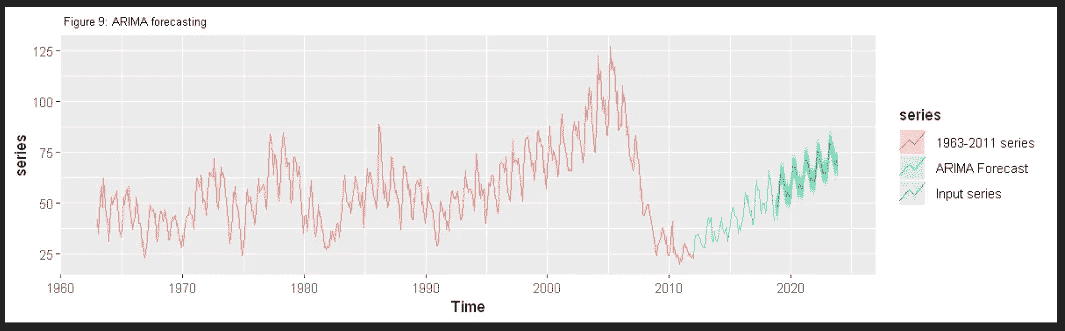 Figure 9: ARIMA forecasting
125
100
75
50
25
series
1960
1970
1980
1990
2000
2010
2020
Time
series
1963-2011 series
ARIMA Forecast
Input series